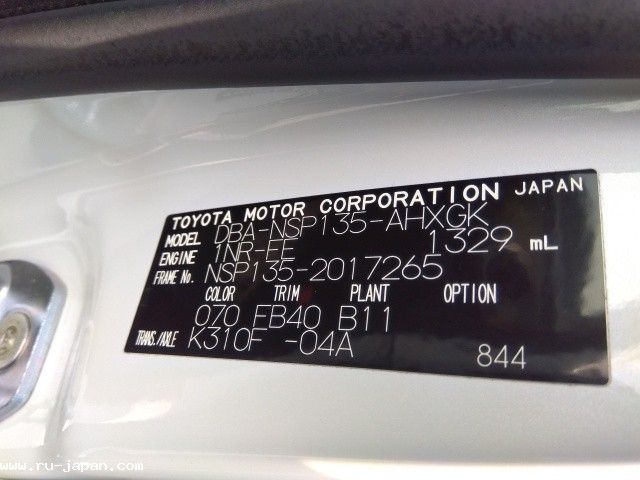 TOYOTA MOTOR CORPORATION JAPAN
MODEL DBA-NSP135-AHXGK
ENGINE 1NR-FE 1329 mL
FRAME No. NSP135-2017265
COLOR TRIM PLANT OPTION
070 EB40 B11
TRANS./AXLE K310F -04A
844
www.ru-japan.com